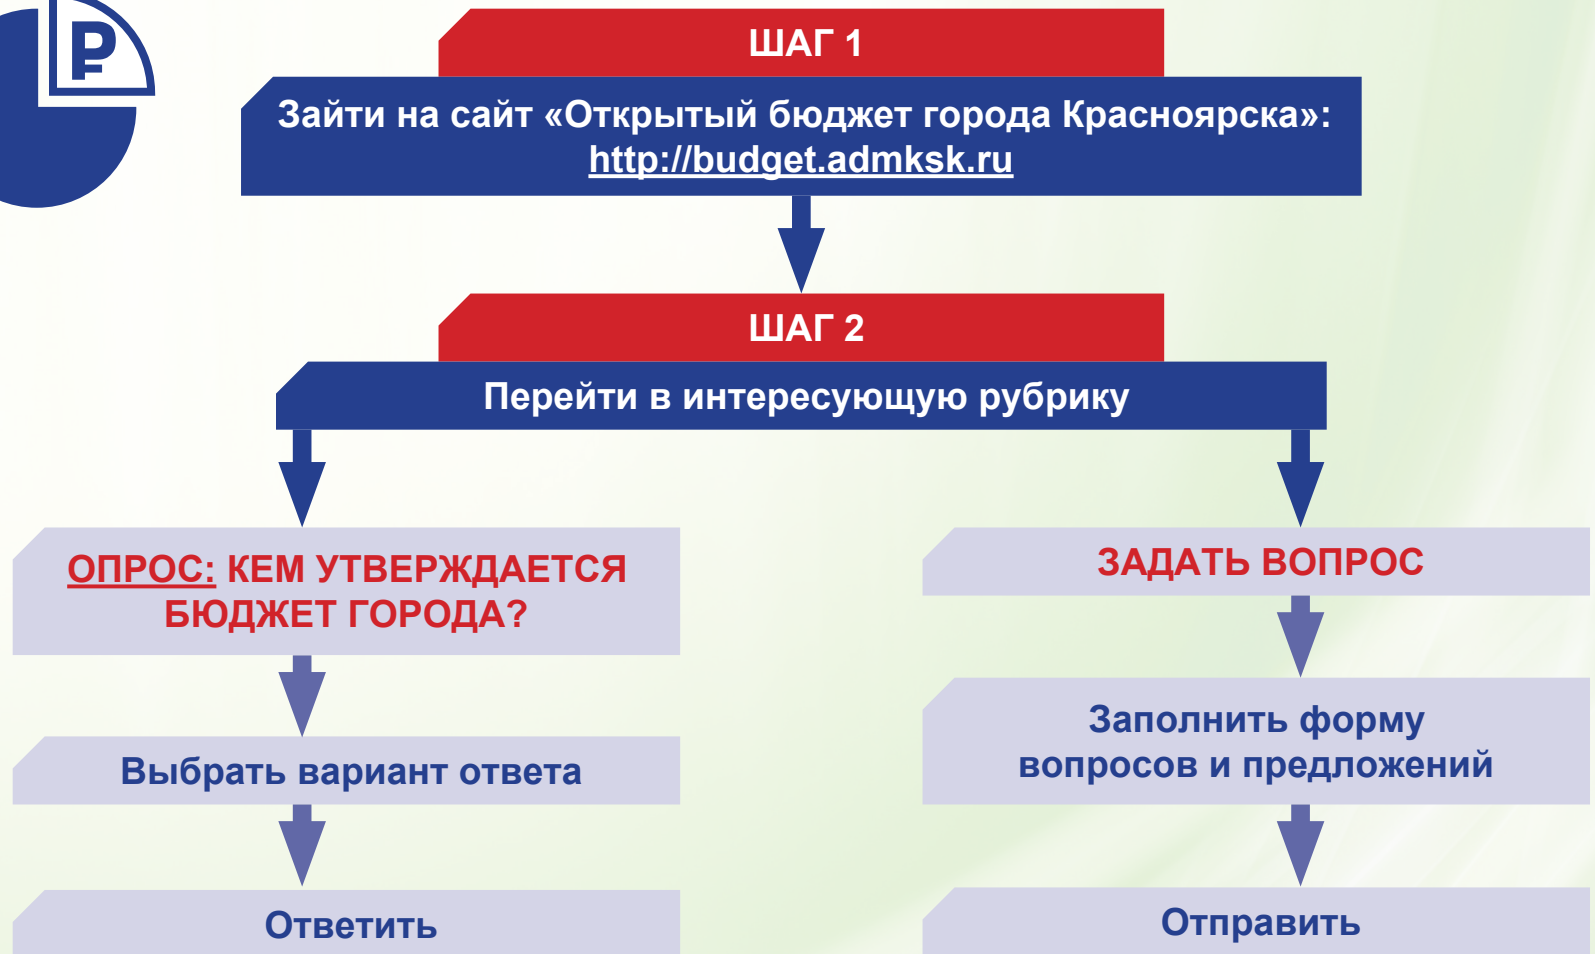 ШАГ 1
Зайти на сайт «Открытый бюджет города Красноярска»:
http://budget.admksk.ru
ШАГ 2
Перейти в интересующую рубрику
ОПРОС: КЕМ УТВЕРЖДАЕТСЯ
БЮДЖЕТ ГОРОДА?
Выбрать вариант ответа
Ответить
ЗАДАТЬ ВОПРОС
Заполнить форму
вопросов и предложений
Отправить